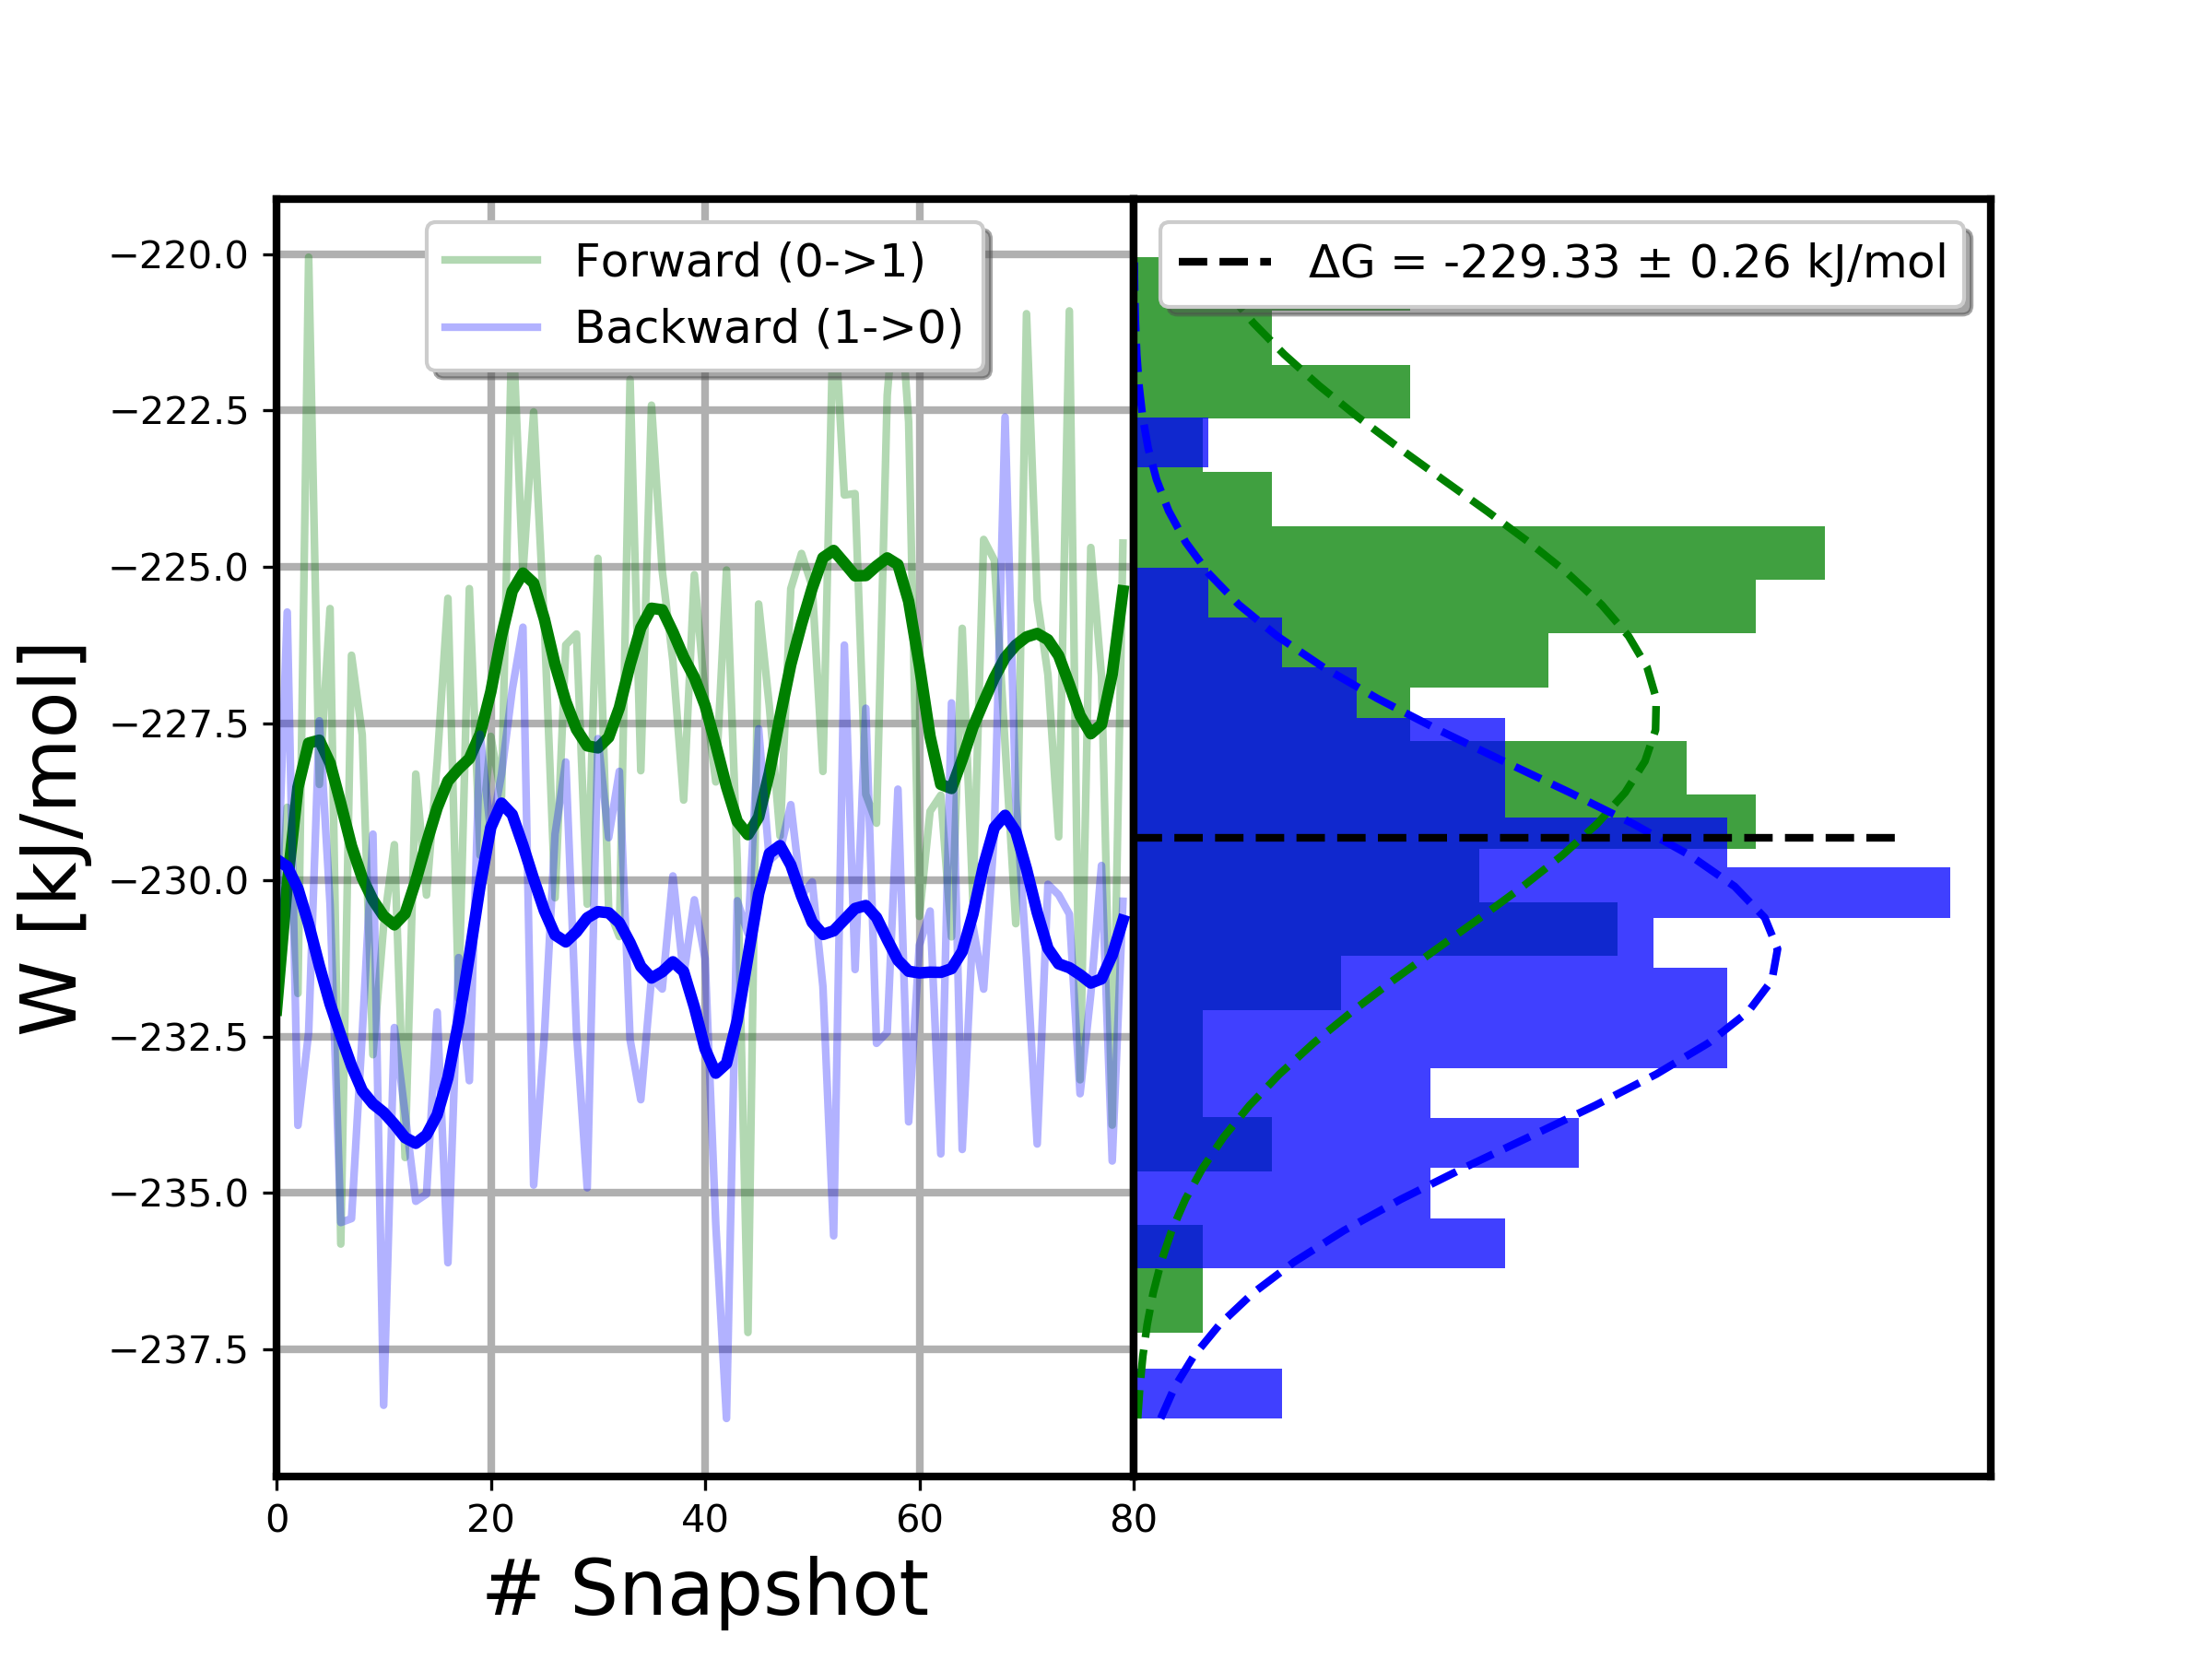 Forward (0->1)
Backward (1->0)
ΔG = -229.33 ± 0.26 kJ/mol
−220.0
−222.5
−225.0
−227.5
−230.0
−232.5
−235.0
−237.5
W [kJ/mol]
0 20 40 60 80
# Snapshot